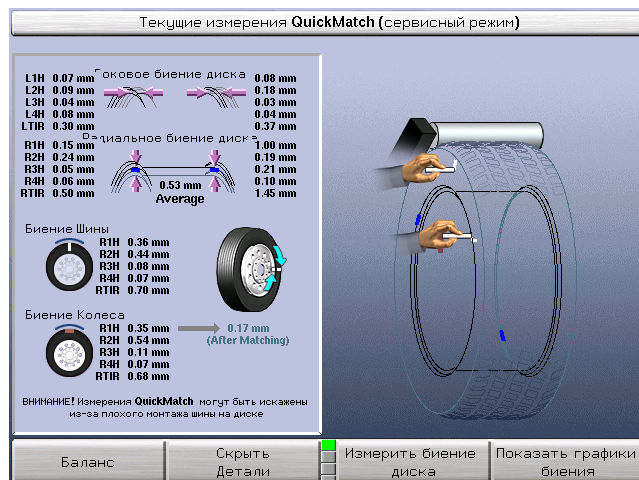 Текущие измерения QuickMatch (сервисный режим)
Боковое биение диска
L1H 0.07 mm 0.08 mm
L2H 0.09 mm 0.18 mm
L3H 0.04 mm 0.03 mm
L4H 0.08 mm 0.04 mm
LTIR 0.30 mm 0.37 mm
Радиальное биение диска
R1H 0.15 mm 1.00 mm
R2H 0.24 mm 0.19 mm
R3H 0.05 mm 0.21 mm
R4H 0.06 mm 0.10 mm
RTIR 0.50 mm 1.45 mm
0.53 mm
Average
Биение Шины
R1H 0.36 mm
R2H 0.44 mm
R3H 0.08 mm
R4H 0.07 mm
RTIR 0.70 mm
Биение Колеса
R1H 0.35 mm 0.17 mm
R2H 0.54 mm (After Matching)
R3H 0.11 mm
R4H 0.07 mm
RTIR 0.68 mm
ВНИМАНИЕ! Измерения QuickMatch могут быть искажены
из-за плохого монтажа шины на диске
Баланс
Скрыть
Детали
Измерить биение
диска
Показать графики
биения